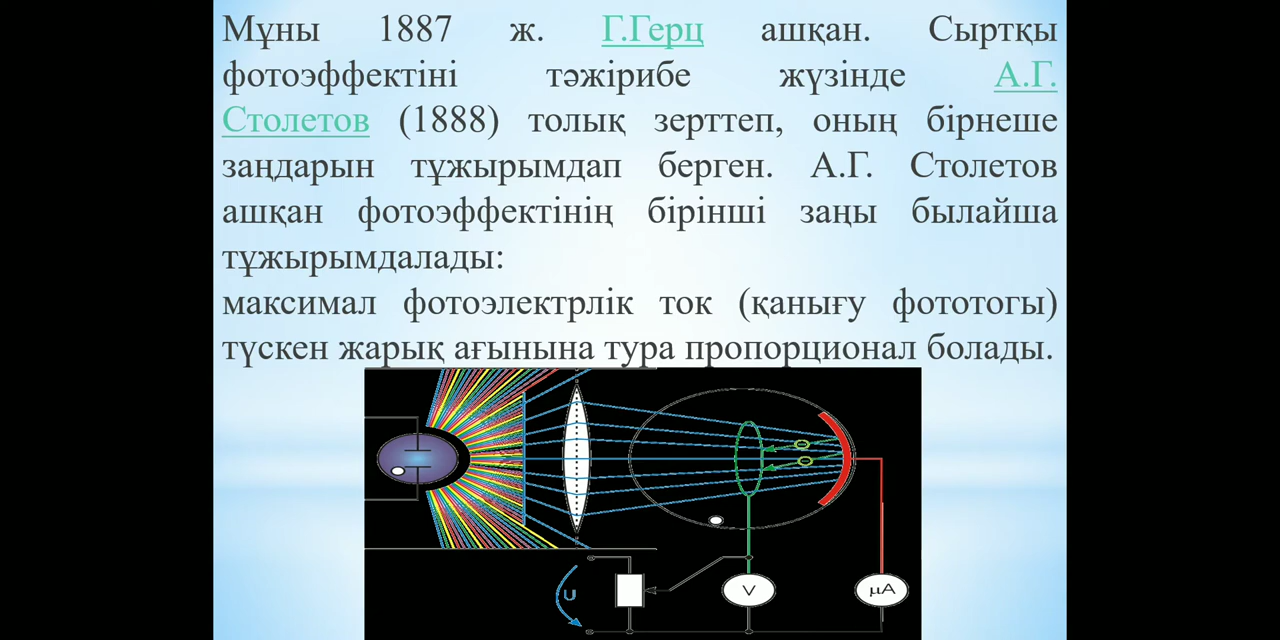 Мұны 1887 ж. Г.Герц ашқан. Сыртқы
фотоэффектіні тәжірибе жүзінде А.Г.
Столетов (1888) толық зерттеп, оның бірнеше
заңдарын тұжырымдап берген. А.Г. Столетов
ашқан фотоэффектінің бірінші заңы былайша
тұжырымдалады:
максимал фотоэлектрлік ток (қанығу фототогы)
түскен жарық ағынына тура пропорционал болады.
U
V
µA